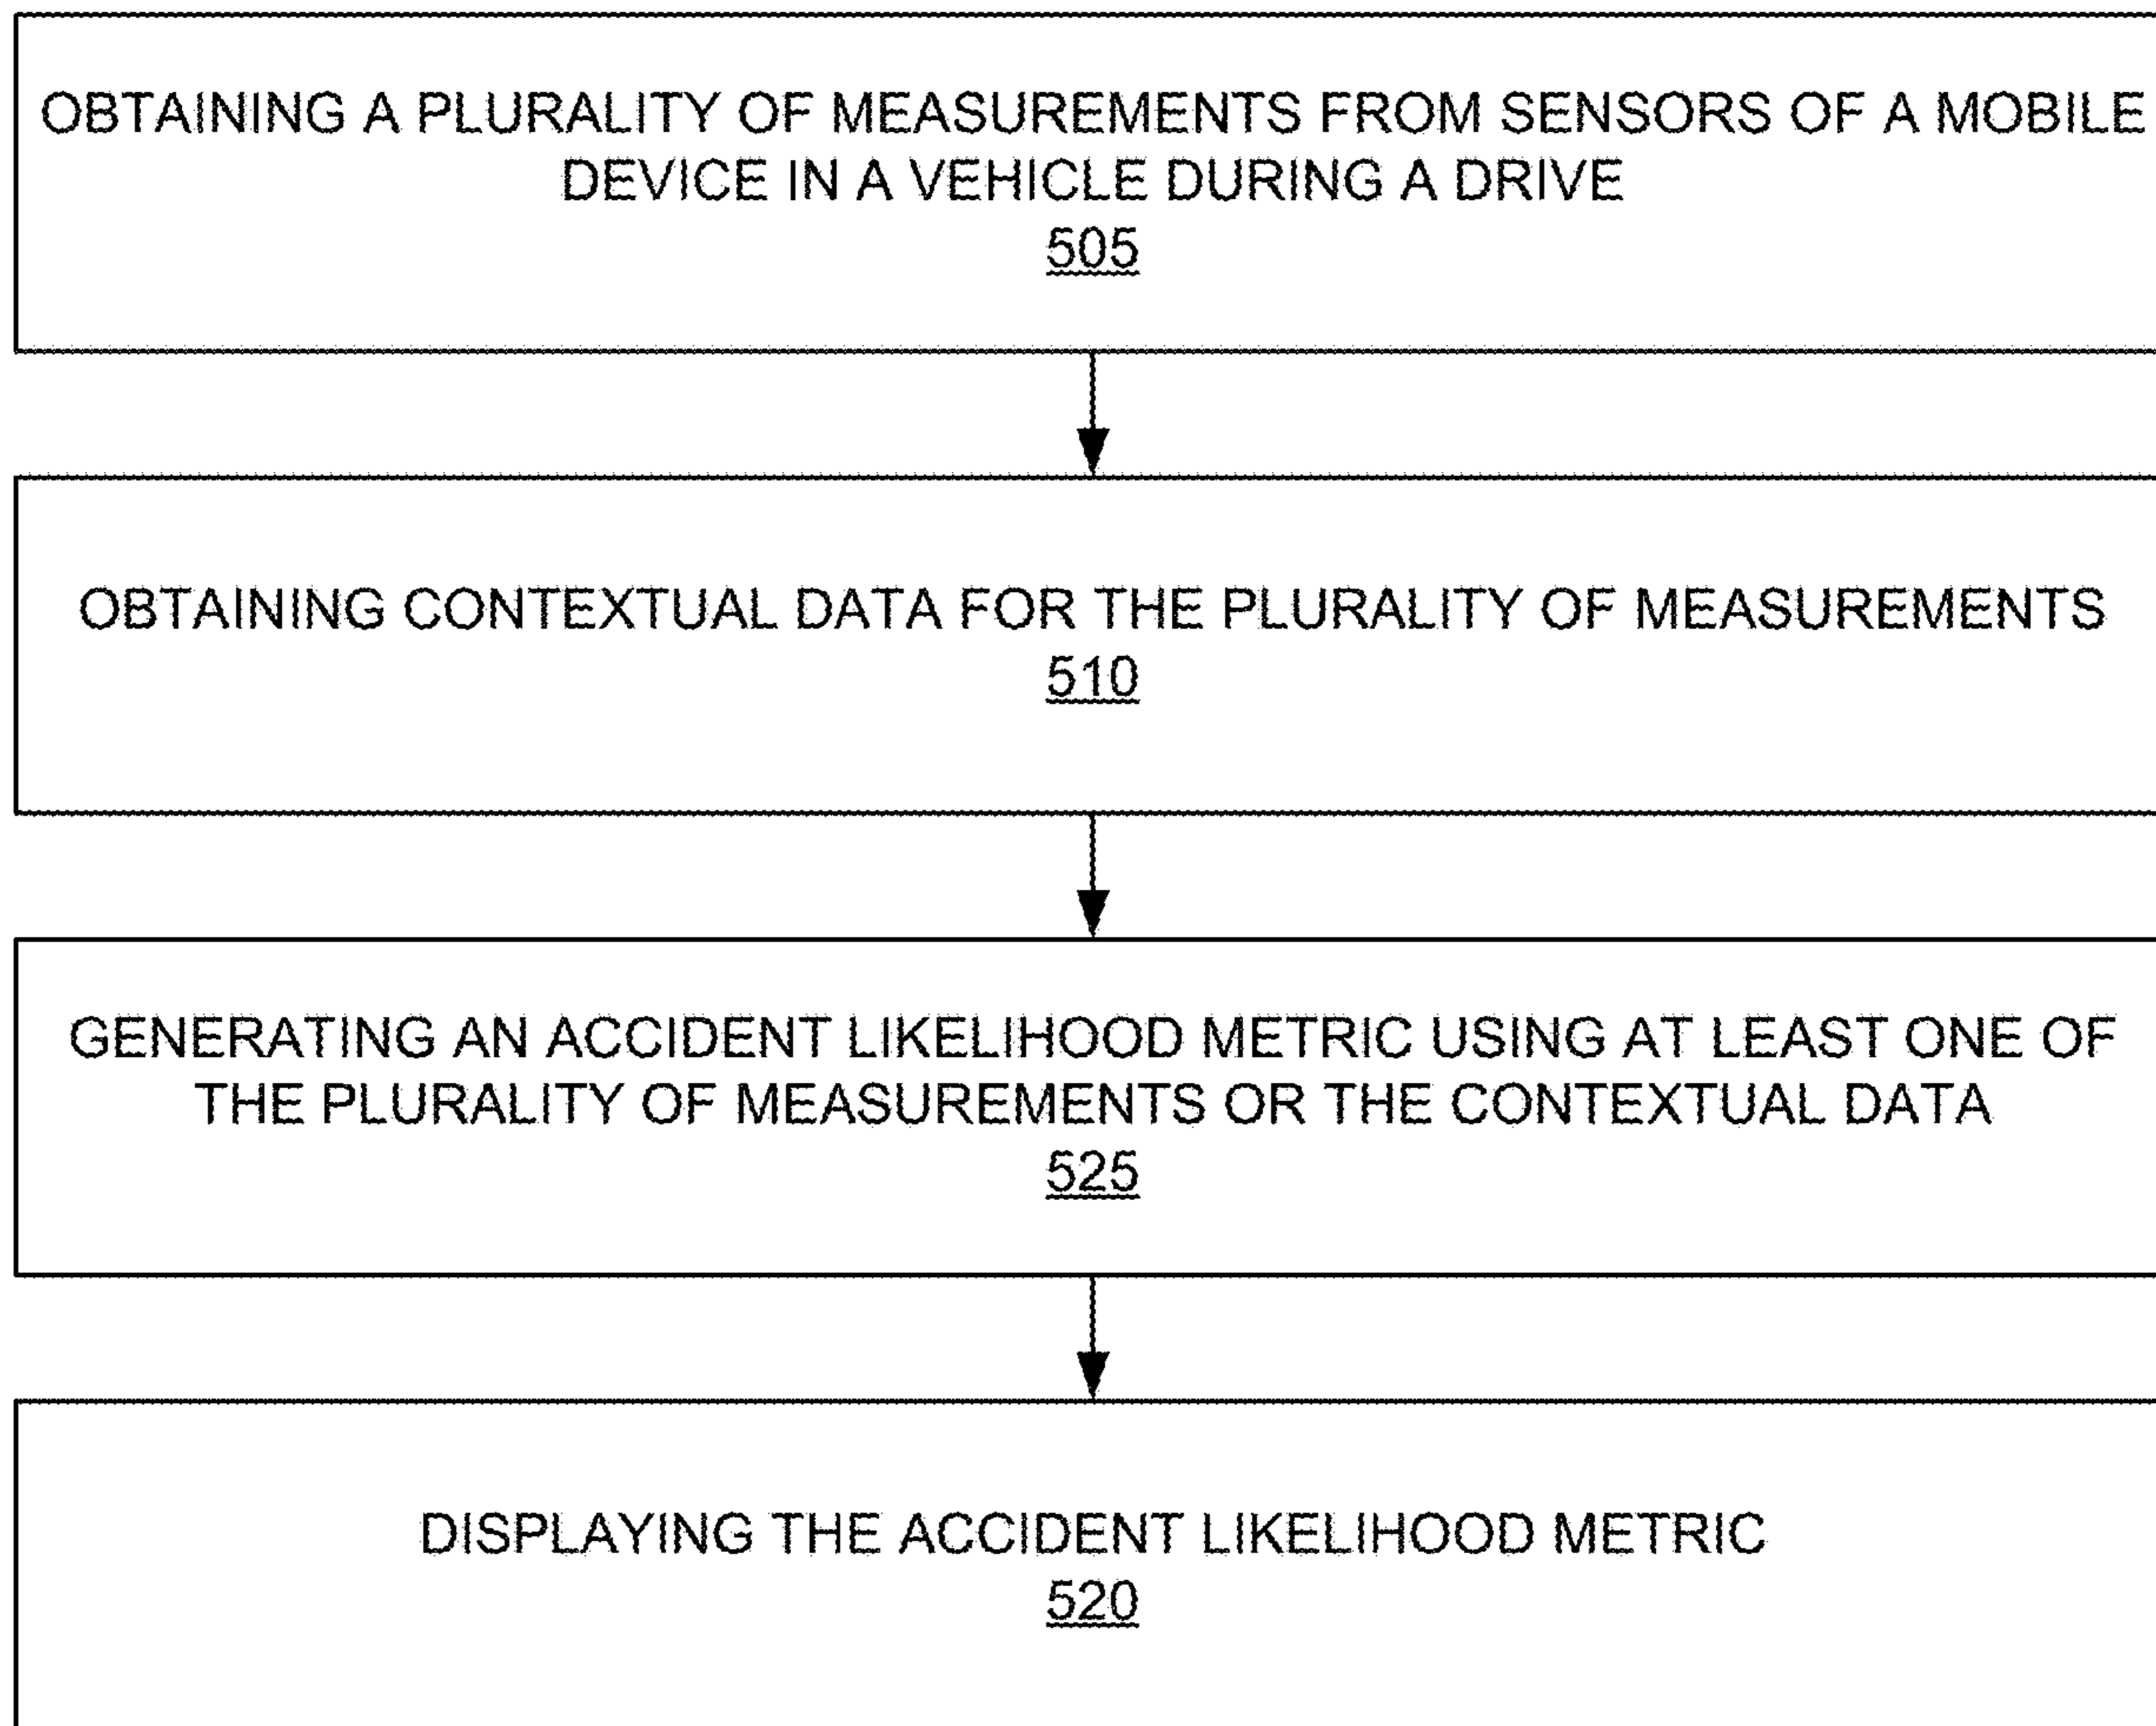 OBTAINING A PLURALITY OF MEASUREMENTS FROM SENSORS OF A MOBILE
DEVICE IN A VEHICLE DURING A DRIVE
505
OBTAINING CONTEXTUAL DATA FOR THE PLURALITY OF MEASUREMENTS
510
GENERATING AN ACCIDENT LIKELIHOOD METRIC USING AT LEAST ONE OF
THE PLURALITY OF MEASUREMENTS OR THE CONTEXTUAL DATA
525
DISPLAYING THE ACCIDENT LIKELIHOOD METRIC
520